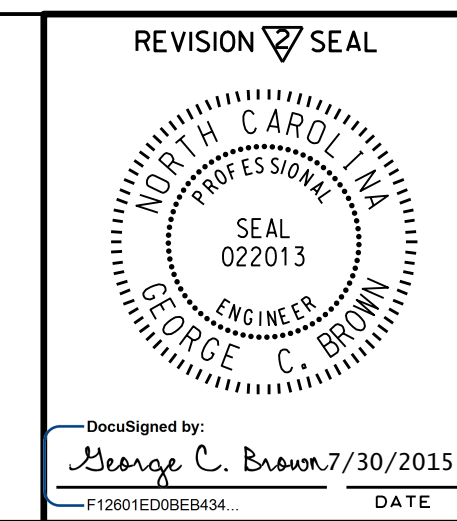 REVISION 2 SEAL
NORTH CAROLINA
PROFESSIONAL
SEAL
022013
ENGINEER
GEORGE C. BROWN
DocuSigned by:
George C. Brown 7/30/2015
F12601ED0BEB434...
DATE